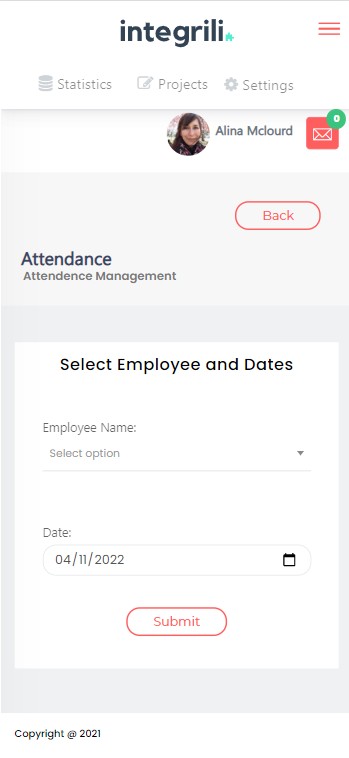 integrili.
Statistics Projects Settings
Alina Mclourd 0
Back
Attendance
Attendence Management
Select Employee and Dates
Employee Name:
Select option
Date:
04/11/2022
Submit
Copyright @ 2021